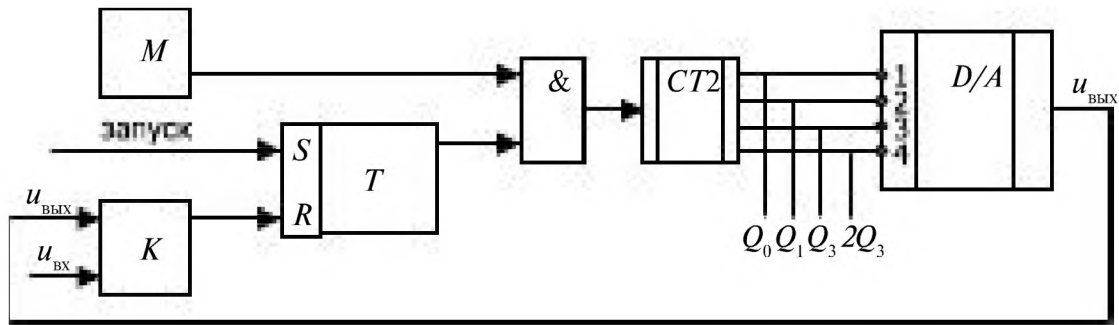 M
& CT2 D/A
1
2
3
4
u вых
запуск
S
T
R
u вых
K
u вх
Q0 Q1 Q3 2Q3